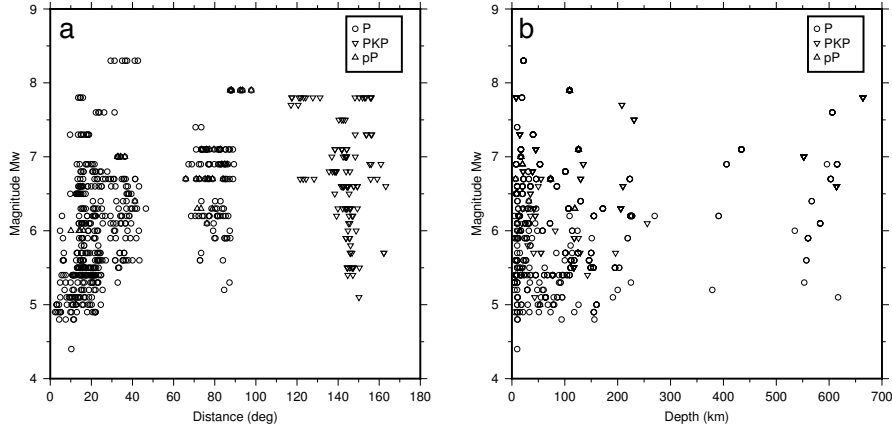 a
P
PKP
pP
9
8
7
6
5
4
Magnitude Mw
0 20 40 60 80 100 120 140 160 180
Distance (deg)
b
P
PKP
pP
9
8
7
6
5
4
Magnitude Mw
0 100 200 300 400 500 600 700
Depth (km)